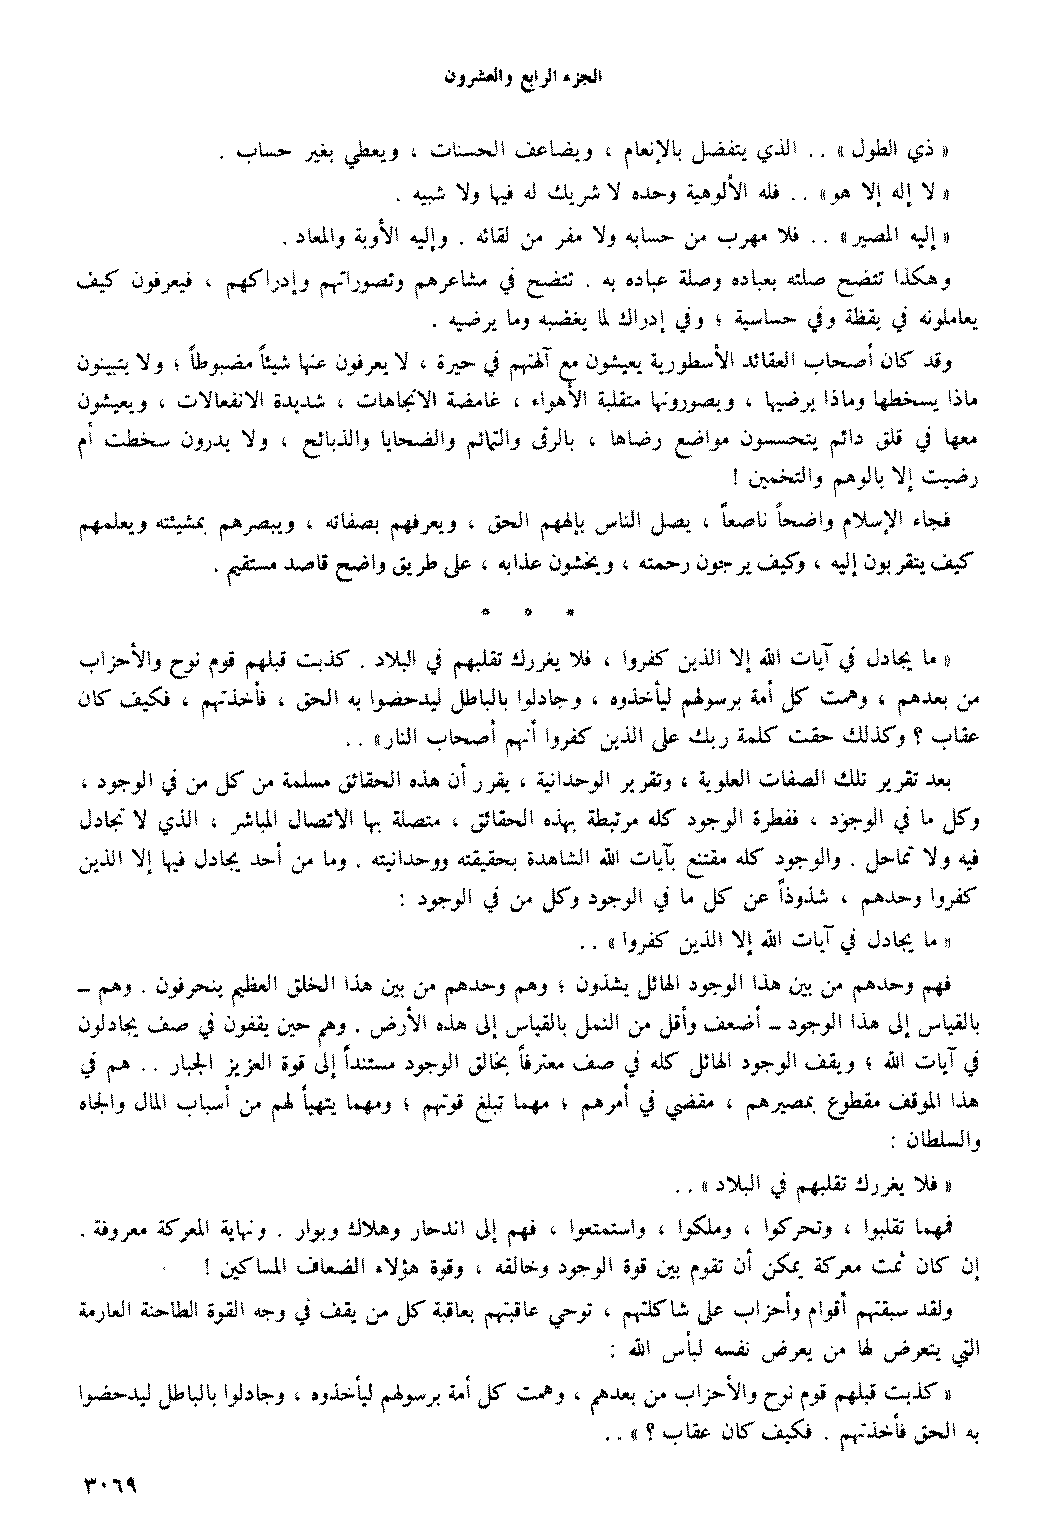 الجزء الرابع والعشرون
« ذي الطول » . . الذي يتفضل بالإنعام ، ويضاعف الحسنات ، ويعطي بغير حساب .
« لا إله إلا هو» . . فله الألوهية وحده لا شريك له فيها ولا شبيه .
« إليه المصير» . . فلا مهرب من حسابه ولا مفر من لقائه . وإليه الأوبة والمعاد .
وهكذا تتضح صلته بعباده وصلة عباده به . تتضح في مشاعرهم وتصوراتهم وإدراكهم ، فيعرفون كيف
يعاملونه في يقظة وفي حساسية ؛ وفي إدراك لما يغضبه وما يرضيه .
وقد كان أصحاب العقائد الأسطورية يعيشون مع آلهتهم في حيرة ، لا يعرفون عنها شيئاً مضبوطاً ؛ ولا يتبينون
ماذا يسخطها وماذا يرضيها ، ويصورونها متقلبة الأهواء ، غامضة الاتجاهات ، شديدة الانفعالات ، ويعيشون
معها في قلق دائم يتحسسون مواضع رضاها ، بالرقى والتمائم والضحايا والذبائح ، ولا يدرون سخطت أم
رضيت إلا بالوهم والتخمين !
فجاء الإسلام واضحاً ناصعاً ، يصل الناس بإلههم الحق ، ويعرفهم بصفاته ، ويبصرهم بمشيئته ويعلمهم
كيف يتقربون إليه ، وكيف يرجون رحمته ، ويخشون عذابه ، على طريق واضح قاصد مستقيم .
* * *
« ما يجادل في آيات الله إلا الذين كفروا ، فلا يغررك تقلبهم في البلاد . كذبت قبلهم قوم نوح والأحزاب
من بعدهم ، وهمت كل أمة برسولهم ليأخذوه ، وجادلوا بالباطل ليدحضوا به الحق ، فأخذتهم ، فكيف كان
عقاب ؟ وكذلك حقت كلمة ربك على الذين كفروا أنهم أصحاب النار» . .
بعد تقرير تلك الصفات العلوية ، وتقرير الوحدانية ، يقرر أن هذه الحقائق مسلمة من كل من في الوجود ،
وكل ما في الوجود ، ففطرة الوجود كله مرتبطة بهذه الحقائق ، متصلة بها الاتصال المباشر ، الذي لا تجادل
فيه ولا تماحل . والوجود كله مقتنع بآيات الله الشاهدة بحقيقته ووحدانيته . وما من أحد يجادل فيها إلا الذين
كفروا وحدهم ، شذوذاً عن كل ما في الوجود وكل من في الوجود :
« ما يجادل في آيات الله إلا الذين كفروا » . .
فهم وحدهم من بين هذا الوجود الهائل يشذون ؛ وهم وحدهم من بين هذا الخلق العظيم ينحرفون . وهم –
بالقياس إلى هذا الوجود – أضعف وأقل من النمل بالقياس إلى هذه الأرض . وهم حين يقفون في صف يجادلون
في آيات الله ؛ ويقف الوجود الهائل كله في صف معترفاً بخالق الوجود مستنداً إلى قوة العزيز الجبار . . هم في
هذا الموقف مقطوع بمصيرهم ، مقضي في أمرهم ؛ مهما تبلغ قوتهم ؛ ومهما يتهيأ لهم من أسباب المال والجاه
والسلطان :
« فلا يغررك تقلبهم في البلاد » . .
فمهما تقلبوا ، وتحركوا ، وملكوا ، واستمتعوا ، فهم إلى اندحار وهلاك وبوار . ونهاية المعركة معروفة .
إن كان ثمت معركة يمكن أن تقوم بين قوة الوجود وخالقه ، وقوة هؤلاء الضعاف المساكين !
ولقد سبقتهم أقوام وأحزاب على شاكلتهم ، توحي عاقبتهم بعاقبة كل من يقف في وجه القوة الطاحنة العارمة
التي يتعرض لها من يعرض نفسه لبأس الله :
« كذبت قبلهم قوم نوح والأحزاب من بعدهم ، وهمت كل أمة برسولهم ليأخذوه ، وجادلوا بالباطل ليدحضوا
به الحق فأخذتهم . فكيف كان عقاب ؟ » . .
٣٠٦٩